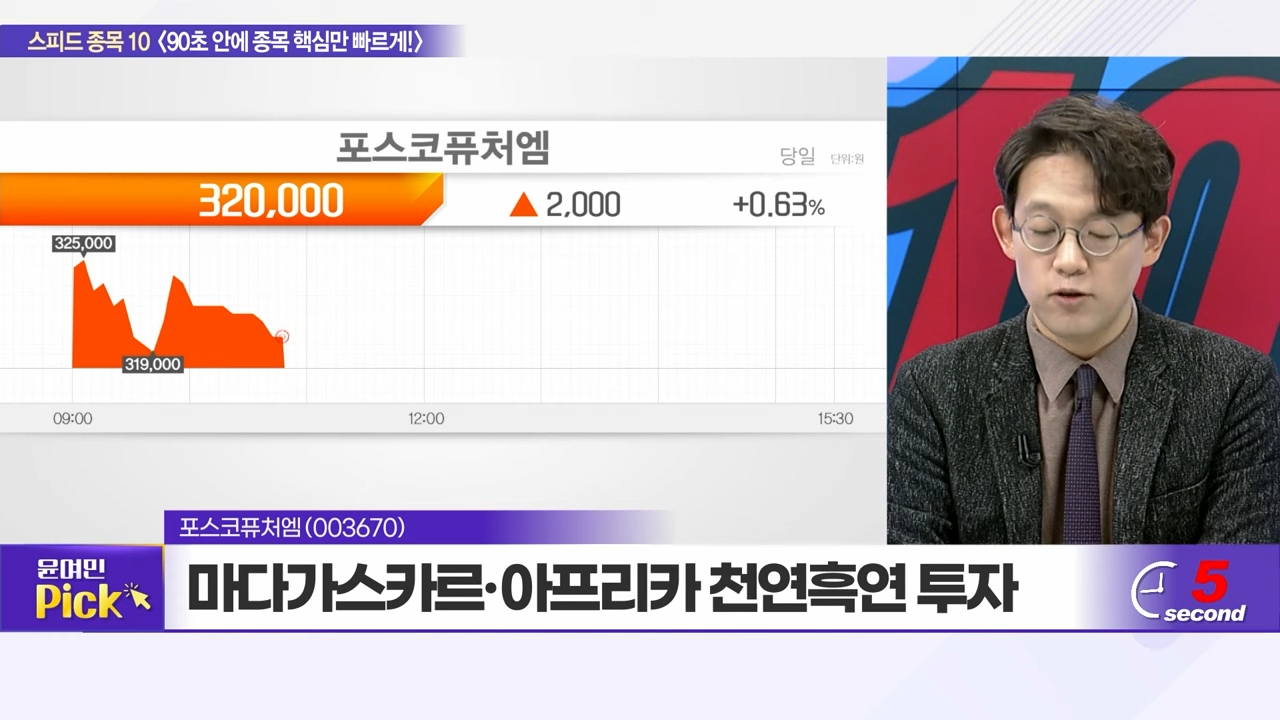 스피드 종목 10 〈90초 안에 종목 핵심만 빠르게!〉
포스코퓨처엠
당일 단위:원
320,000 ▲ 2,000 +0.63%
325,000
319,000
09:00 12:00 15:30
포스코퓨처엠(003670)
윤여민
Pick
마다가스카르·아프리카 천연흑연 투자
5
second
10